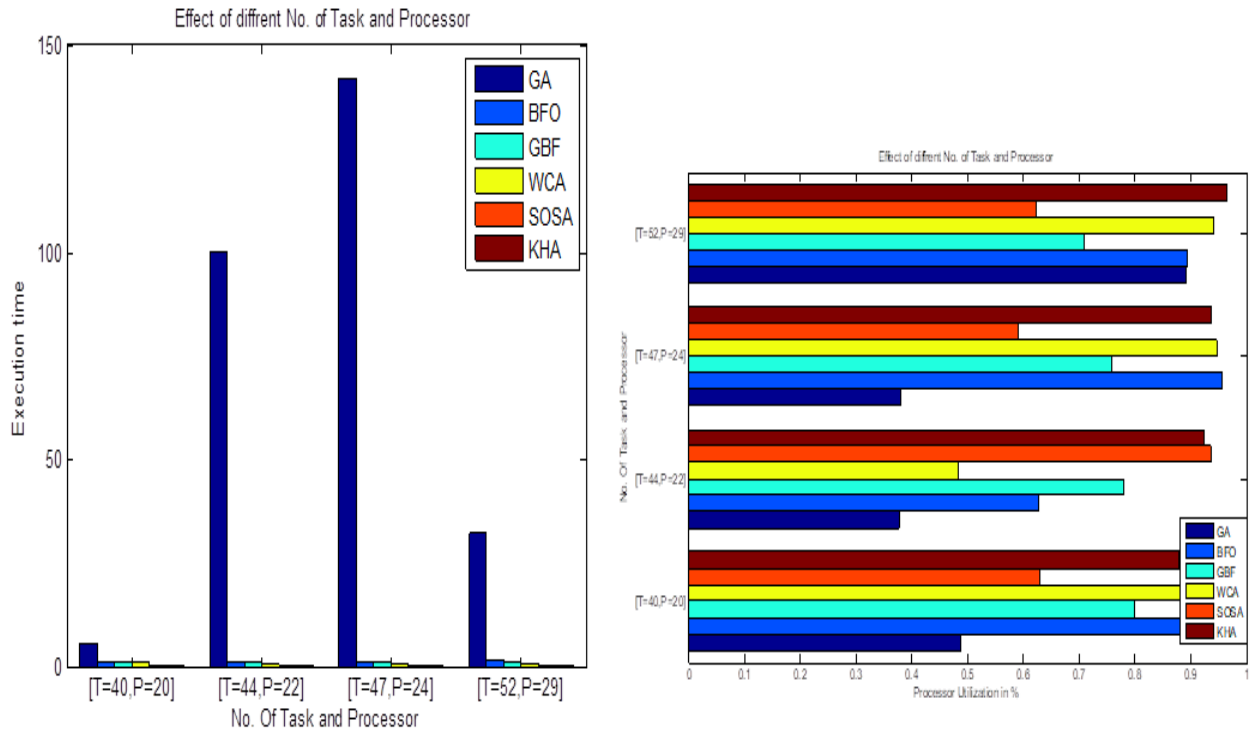 Effect of diffrent No. of Task and Processor
150
100
50
0
Execution time
GA
BFO
GBF
WCA
SOSA
KHA
[T=40,P=20]
[T=44,P=22]
[T=47,P=24]
[T=52,P=29]
No. Of Task and Processor
Effect of diffrent No. of Task and Processor
No. Of Task and Processor
[T=52,P=29]
[T=47,P=24]
[T=44,P=22]
[T=40,P=20]
GA
BFO
GBF
WCA
SOSA
KHA
0
0.1
0.2
0.3
0.4
0.5
0.6
0.7
0.8
0.9
1
Processor Utilization in %